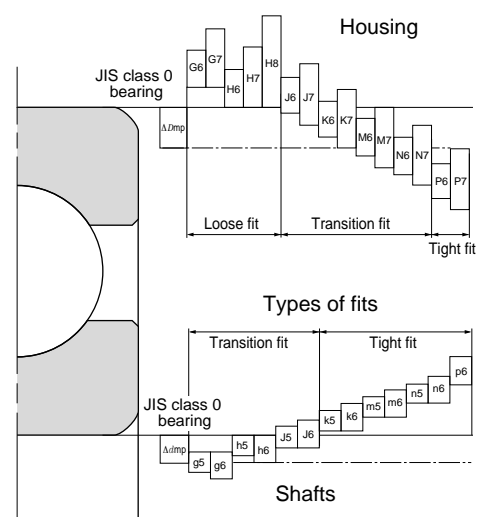 Housing
JIS class 0
bearing
G6
G7
H6
H7
H8
J6
J7
K6
K7
M6
M7
N6
N7
P6
P7
ΔDmp
Loose fit
Transition fit
Tight fit
Types of fits
Transition fit
Tight fit
JIS class 0
bearing
Δdmp
g5
g6
h5
h6
J5
J6
k5
k6
m5
m6
n5
n6
p6
Shafts